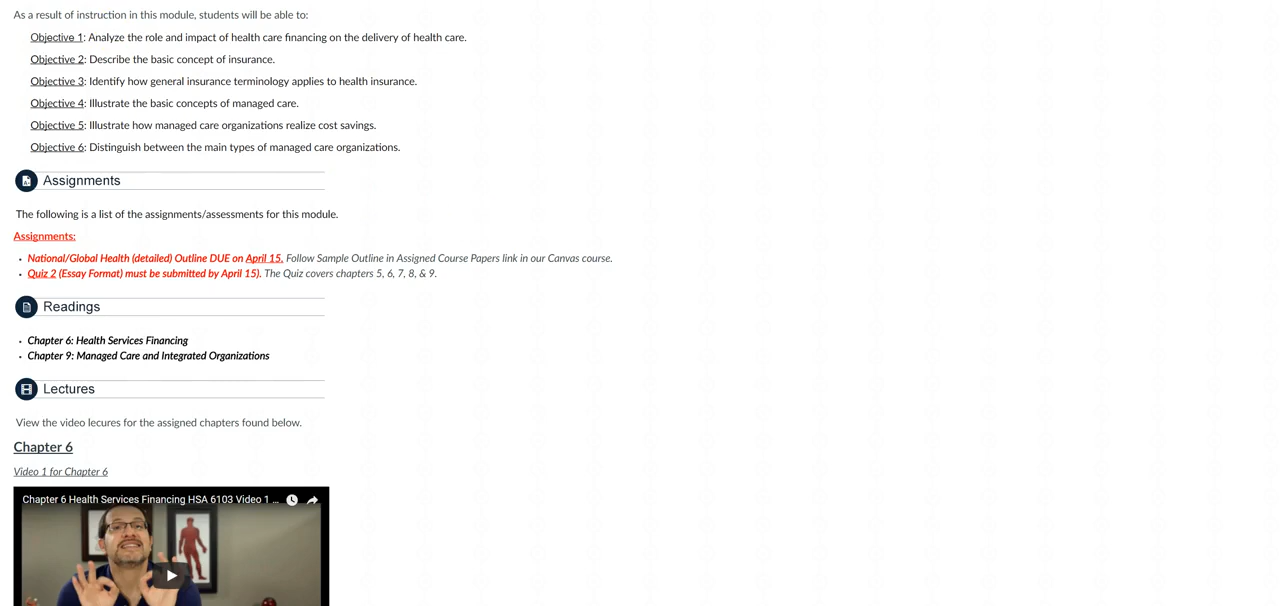 As a result of instruction in this module, students will be able to:
Objective 1: Analyze the role and impact of health care financing on the delivery of health care.
Objective 2: Describe the basic concept of insurance.
Objective 3: Identify how general insurance terminology applies to health insurance.
Objective 4: Illustrate the basic concepts of managed care.
Objective 5: Illustrate how managed care organizations realize cost savings.
Objective 6: Distinguish between the main types of managed care organizations.
Assignments
The following is a list of the assignments/assessments for this module.
Assignments:
National/Global Health (detailed) Outline DUE on April 15. Follow Sample Outline in Assigned Course Papers link in our Canvas course.
Quiz 2 (Essay Format) must be submitted by April 15). The Quiz covers chapters 5, 6, 7, 8, & 9.
Readings
Chapter 6: Health Services Financing
Chapter 9: Managed Care and Integrated Organizations
Lectures
View the video lecures for the assigned chapters found below.
Chapter 6
Video 1 for Chapter 6
Chapter 6 Health Services Financing HSA 6103 Video 1 ...